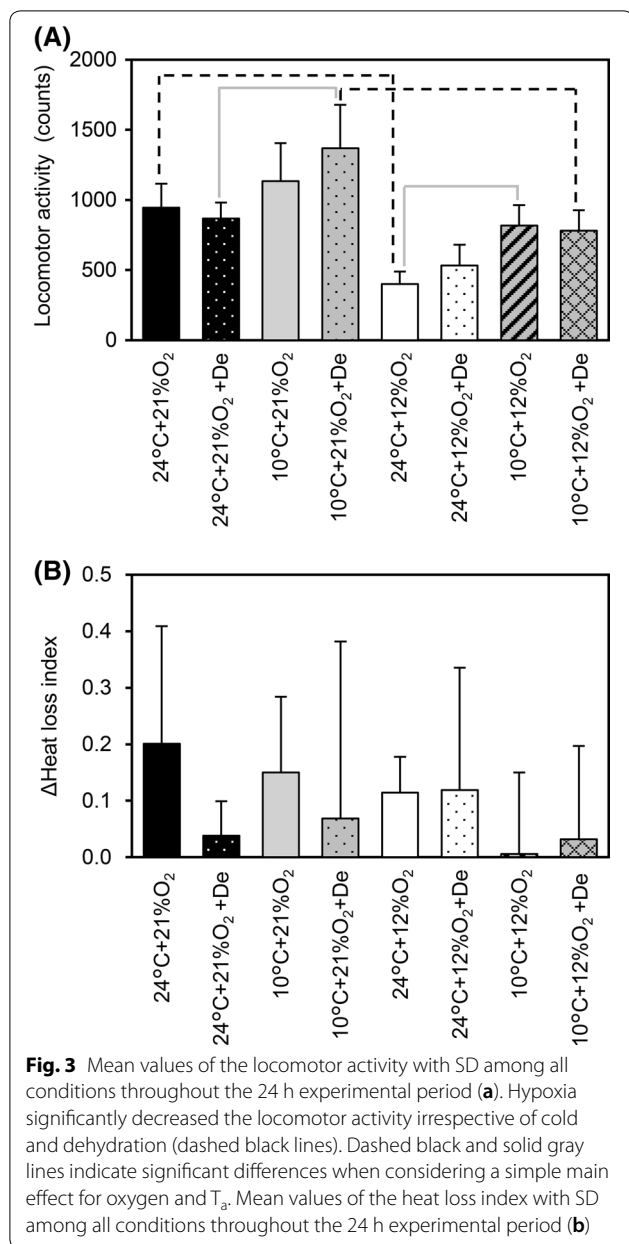 (A)
2000
1500
1000
500
0
Locomotor activity (counts)
24°C+21%O₂
24°C+21%O₂ +De
10°C+21%O₂
10°C+21%O₂+De
24°C+12%O₂
24°C+12%O₂+De
10°C+12%O₂
10°C+12%O₂+De
(B)
0.5
0.4
0.3
0.2
0.1
0.0
ΔHeat loss index
24°C+21%O₂
24°C+21%O₂ +De
10°C+21%O₂
10°C+21%O₂+De
24°C+12%O₂
24°C+12%O₂+De
10°C+12%O₂
10°C+12%O₂ +De
Fig. 3 Mean values of the locomotor activity with SD among all
conditions throughout the 24 h experimental period (a). Hypoxia
significantly decreased the locomotor activity irrespective of cold
and dehydration (dashed black lines). Dashed black and solid gray
lines indicate significant differences when considering a simple main
effect for oxygen and Tₐ. Mean values of the heat loss index with SD
among all conditions throughout the 24 h experimental period (b)